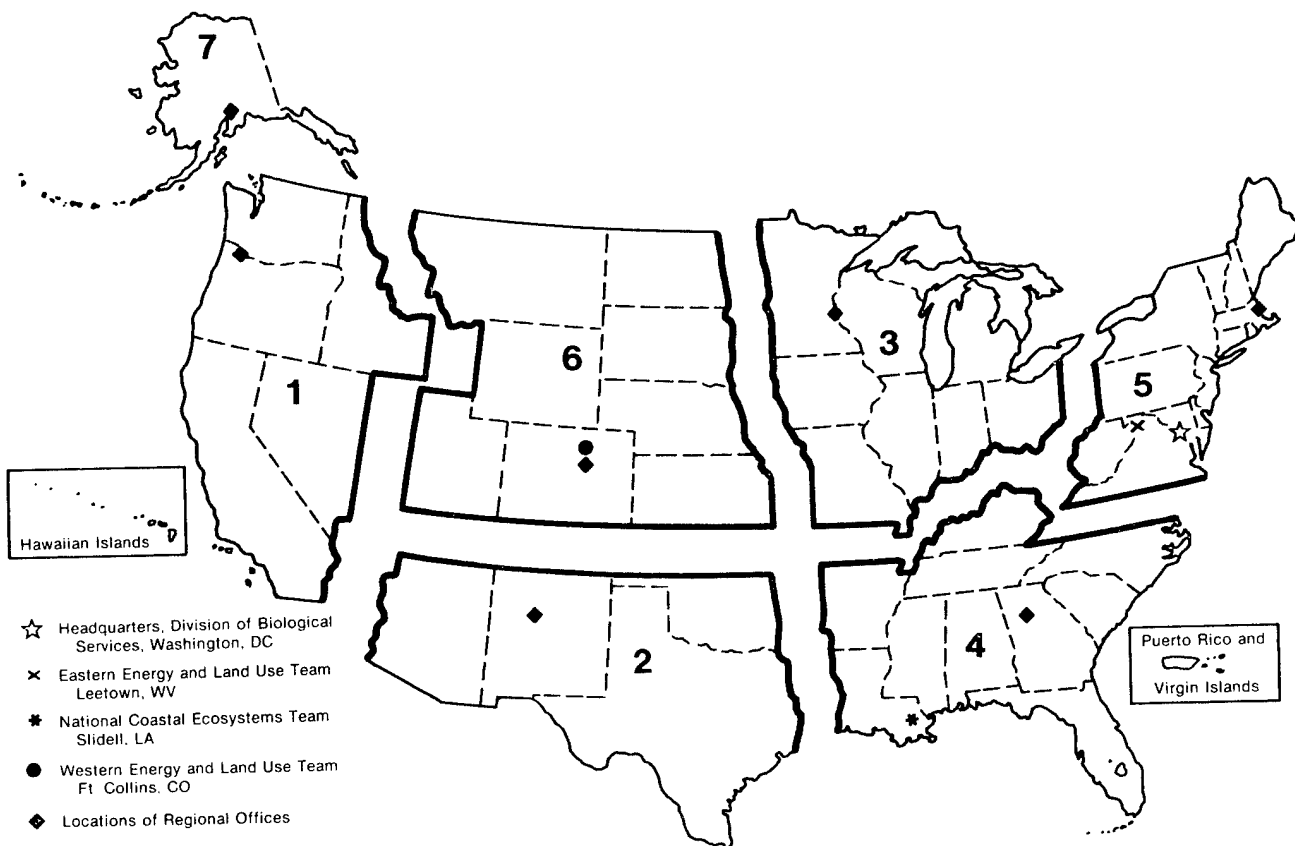 7
3
6
5
1
Hawaiian Islands
2
4
Puerto Rico and
Virgin Islands
Headquarters, Division of Biological
Services, Washington, DC
Eastern Energy and Land Use Team
Leetown, WV
National Coastal Ecosystems Team
Slidell, LA
Western Energy and Land Use Team
Ft Collins, CO
Locations of Regional Offices